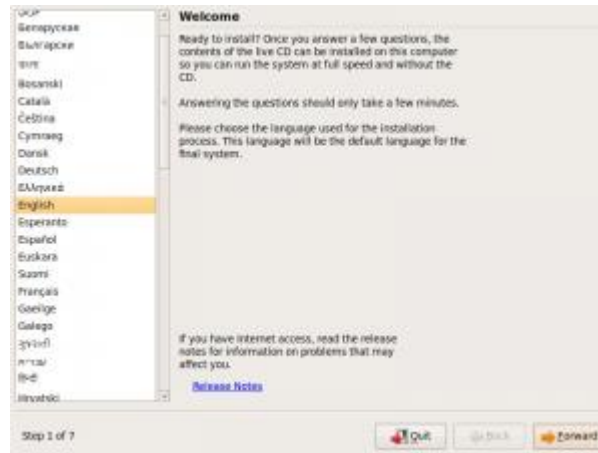 Беларуская
Български
Bosanski
Català
Čeština
Cymraeg
Dansk
Deutsch
Ελληνικά
English
Esperanto
Español
Euskara
Suomi
Français
Gaeilge
Galego
ગુજરાતી
עברית
हिन्दी
Hrvatski
Welcome
Ready to install? Once you answer a few questions, the
contents of the live CD can be installed on this computer
so you can run the system at full speed and without the
CD.
Answering the questions should only take a few minutes.
Please choose the language used for the installation
process. This language will be the default language for the
final system.
If you have internet access, read the release
notes for information on problems that may
affect you.
Release Notes
Step 1 of 7
Quit
Back
Forward